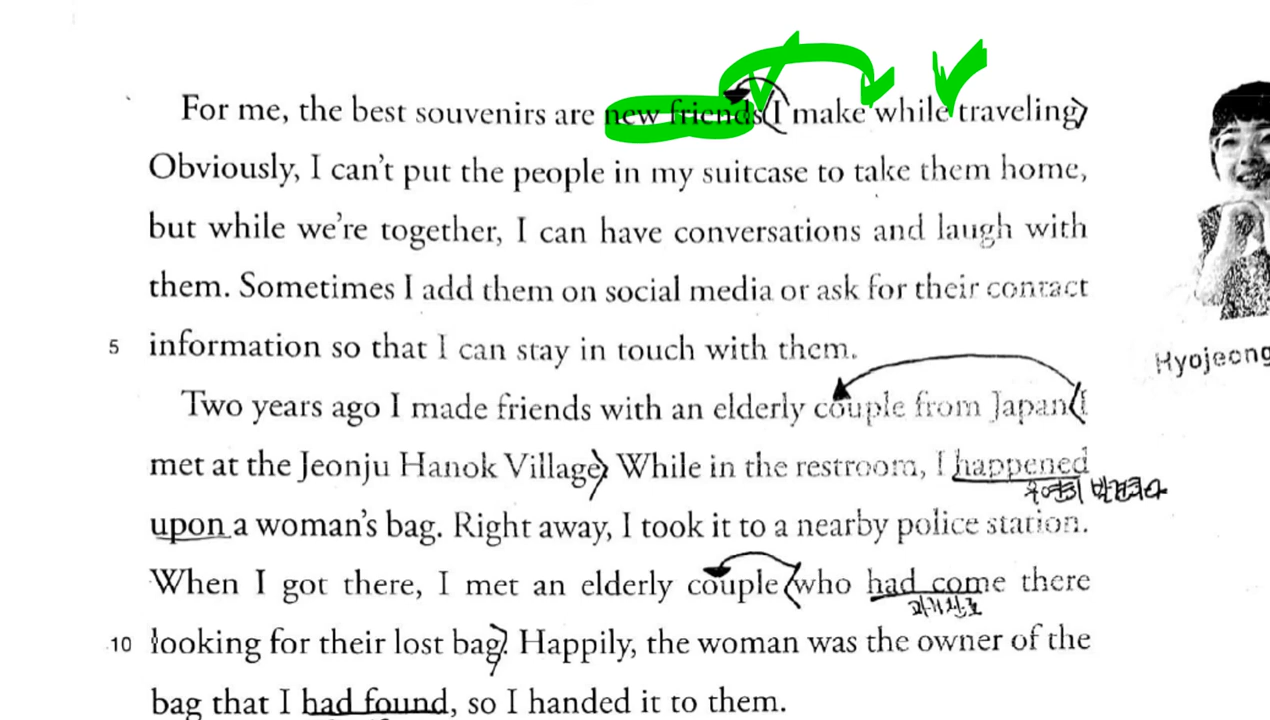 For me, the best souvenirs are new friends I make while traveling
Obviously, I can't put the people in my suitcase to take them home,
but while we're together, I can have conversations and laugh with
them. Sometimes I add them on social media or ask for their contact
5 information so that I can stay in touch with them.
Hyojeong
Two years ago I made friends with an elderly couple from Japan I
met at the Jeonju Hanok Village. While in the restroom, I happened
우연히 발견하다
upon a woman's bag. Right away, I took it to a nearby police station.
When I got there, I met an elderly couple who had come there
과거완료
10 looking for their lost bag. Happily, the woman was the owner of the
bag that I had found, so I handed it to them.